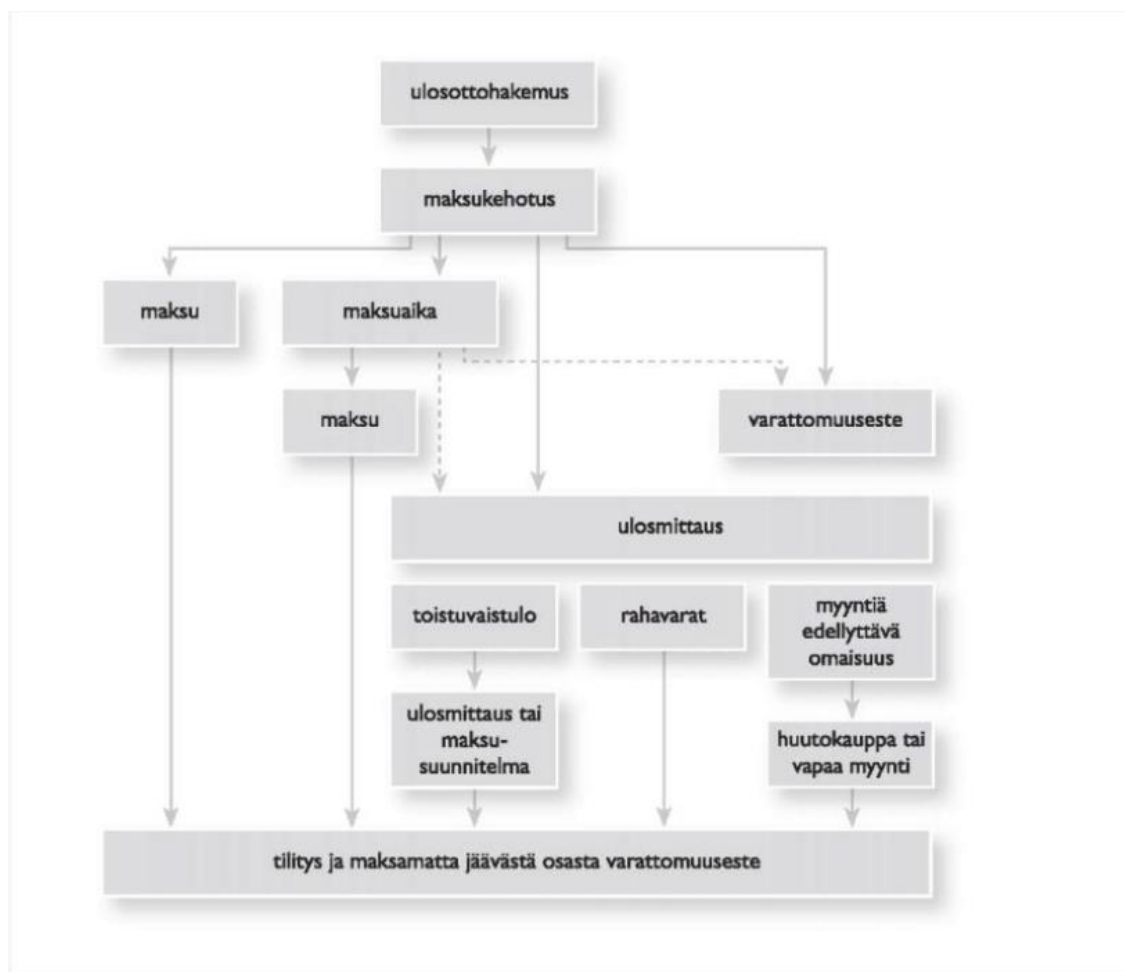 ulosottohakemus
maksukehotus
maksu
maksuaika
maksu
varattomuuseste
ulosmittaus
toistuvaistulo
rahavarat
myyntiä
edellyttävä
omaisuus
ulosmittaus tai
maksu-
suunnitelma
huutokauppa tai
vapaa myynti
tilitys ja maksamatta jäävästä osasta varattomuuseste